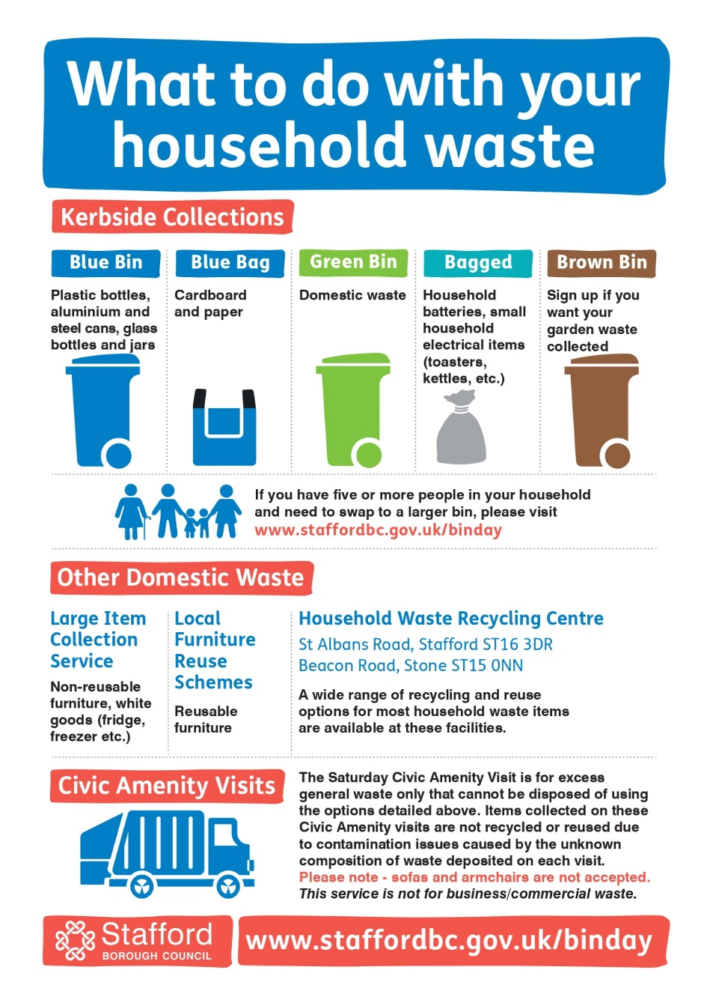 What to do with your
household waste
Kerbside Collections
Blue Bin
Plastic bottles,
aluminium and
steel cans, glass
bottles and jars
Blue Bag
Cardboard
and paper
Green Bin
Domestic waste
Bagged
Household
batteries, small
household
electrical items
(toasters,
kettles, etc.)
Brown Bin
Sign up if you
want your
garden waste
collected
If you have five or more people in your household
and need to swap to a larger bin, please visit
www.staffordbc.gov.uk/binday
Other Domestic Waste
Large Item
Collection
Service
Non-reusable
furniture, white
goods (fridge,
freezer etc.)
Local
Furniture
Reuse
Schemes
Reusable
furniture
Household Waste Recycling Centre
St Albans Road, Stafford ST16 3DR
Beacon Road, Stone ST15 0NN
A wide range of recycling and reuse
options for most household waste items
are available at these facilities.
Civic Amenity Visits
The Saturday Civic Amenity Visit is for excess
general waste only that cannot be disposed of using
the options detailed above. Items collected on these
Civic Amenity visits are not recycled or reused due
to contamination issues caused by the unknown
composition of waste deposited on each visit.
Please note - sofas and armchairs are not accepted.
This service is not for business/commercial waste.
Stafford
BOROUGH COUNCIL
www.staffordbc.gov.uk/binday